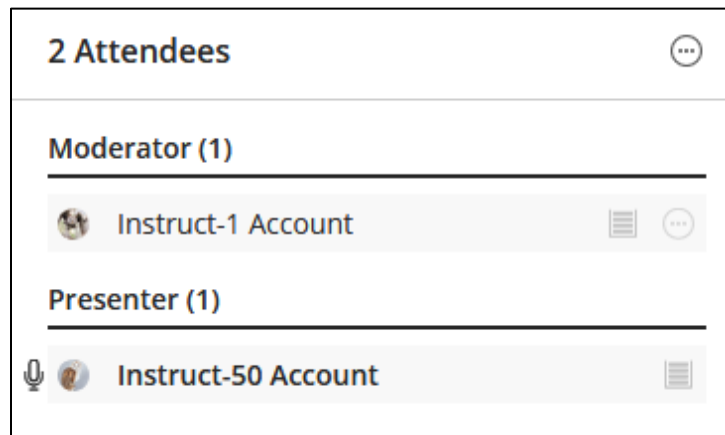 2 Attendees
Moderator (1)
Instruct-1 Account
Presenter (1)
Instruct-50 Account